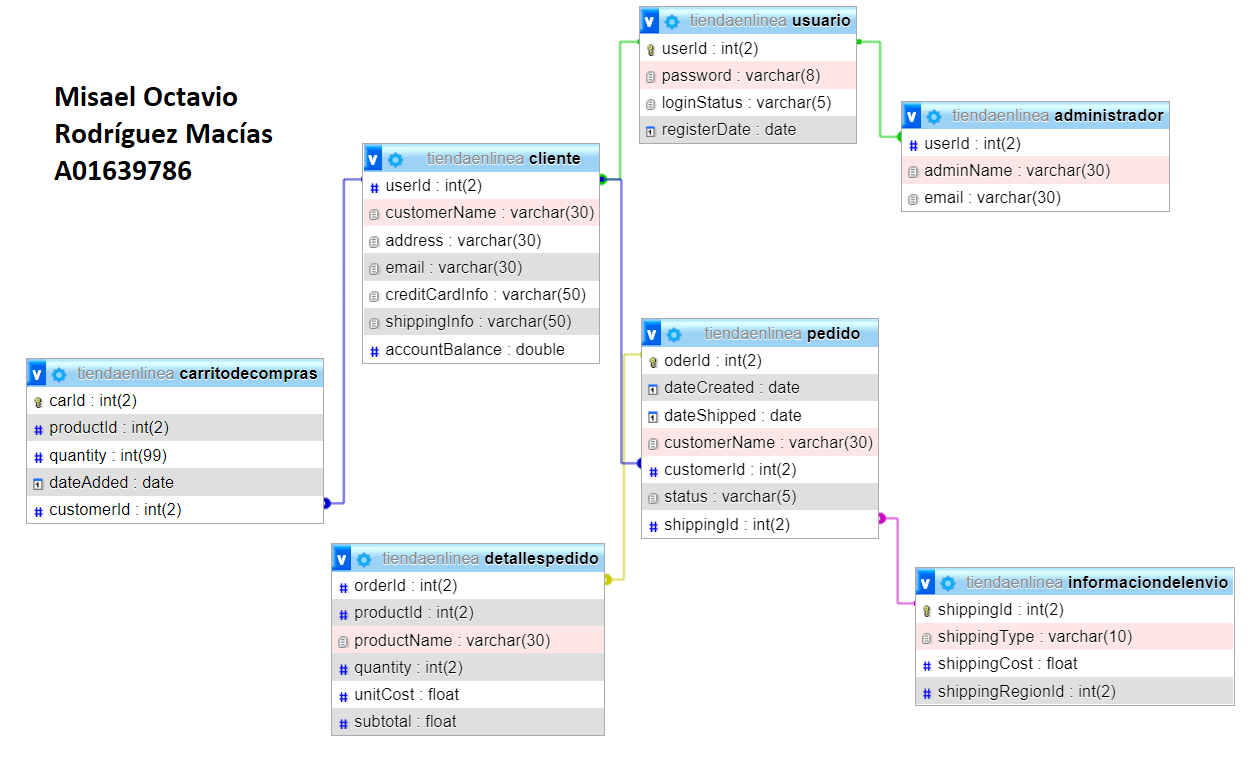 Misael Octavio
Rodríguez Macías
A01639786
v tiendaenlinea usuario
userId : int(2)
password : varchar(8)
loginStatus : varchar(5)
registerDate : date
v tiendaenlinea administrador
userId : int(2)
adminName : varchar(30)
email : varchar(30)
v tiendaenlinea cliente
userId : int(2)
customerName : varchar(30)
address : varchar(30)
email : varchar(30)
creditCardInfo : varchar(50)
shippingInfo : varchar(50)
accountBalance : double
v tiendaenlinea carritodecompras
carId : int(2)
productId : int(2)
quantity : int(99)
dateAdded : date
customerId : int(2)
v tiendaenlinea pedido
oderId : int(2)
dateCreated : date
dateShipped : date
customerName : varchar(30)
customerId : int(2)
status : varchar(5)
shippingId : int(2)
v tiendaenlinea detallespedido
orderId : int(2)
productId : int(2)
productName : varchar(30)
quantity : int(2)
unitCost : float
subtotal : float
v tiendaenlinea informaciondelenvio
shippingId : int(2)
shippingType : varchar(10)
shippingCost : float
shippingRegionId : int(2)